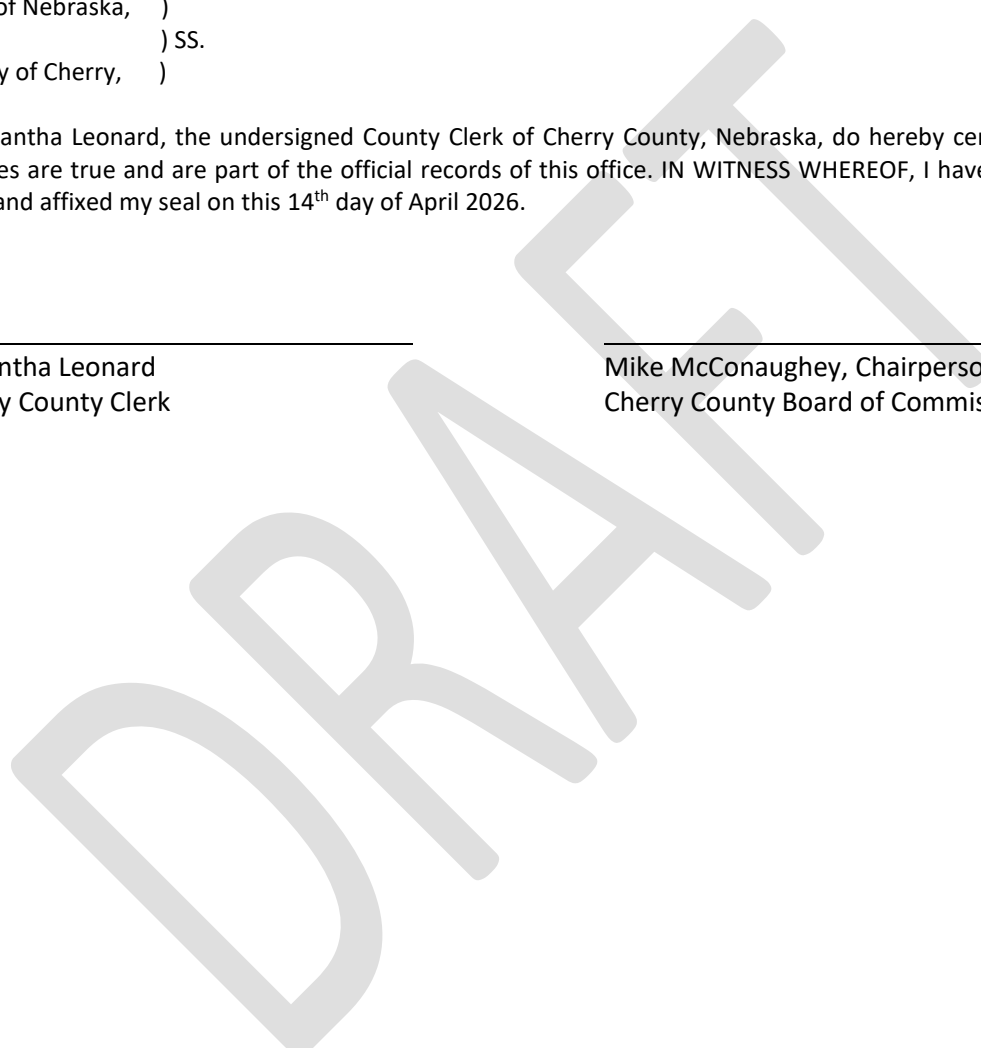 of Nebraska, )
) SS.
y of Cherry, )
antha Leonard, the undersigned County Clerk of Cherry County, Nebraska, do hereby cer
es are true and are part of the official records of this office. IN WITNESS WHEREOF, I have
and affixed my seal on this 14th day of April 2026.
ntha Leonard
Mike McConaughey, Chairperso
y County Clerk
Cherry County Board of Commis
DRAFT